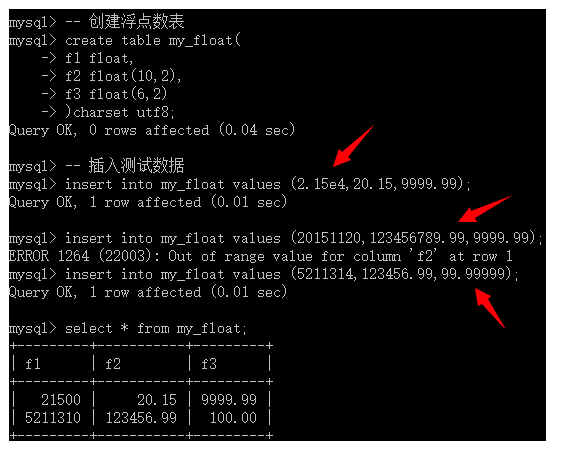 mysql> -- 创建浮点数表
mysql> create table my_float(
    -> f1 float,
    -> f2 float(10,2),
    -> f3 float(6,2)
    -> )charset utf8;
Query OK, 0 rows affected (0.04 sec)
mysql> -- 插入测试数据
mysql> insert into my_float values (2.15e4,20.15,9999.99);
Query OK, 1 row affected (0.01 sec)
mysql> insert into my_float values (20151120,123456789.99,9999.99);
ERROR 1264 (22003): Out of range value for column 'f2' at row 1
mysql> insert into my_float values (5211314,123456.99,99.99999);
Query OK, 1 row affected (0.01 sec)
mysql> select * from my_float;
+---------+-----------+---------+
| f1      | f2        | f3      |
+---------+-----------+---------+
|   21500 |     20.15 | 9999.99 |
| 5211310 | 123456.99 |  100.00 |
+---------+-----------+---------+